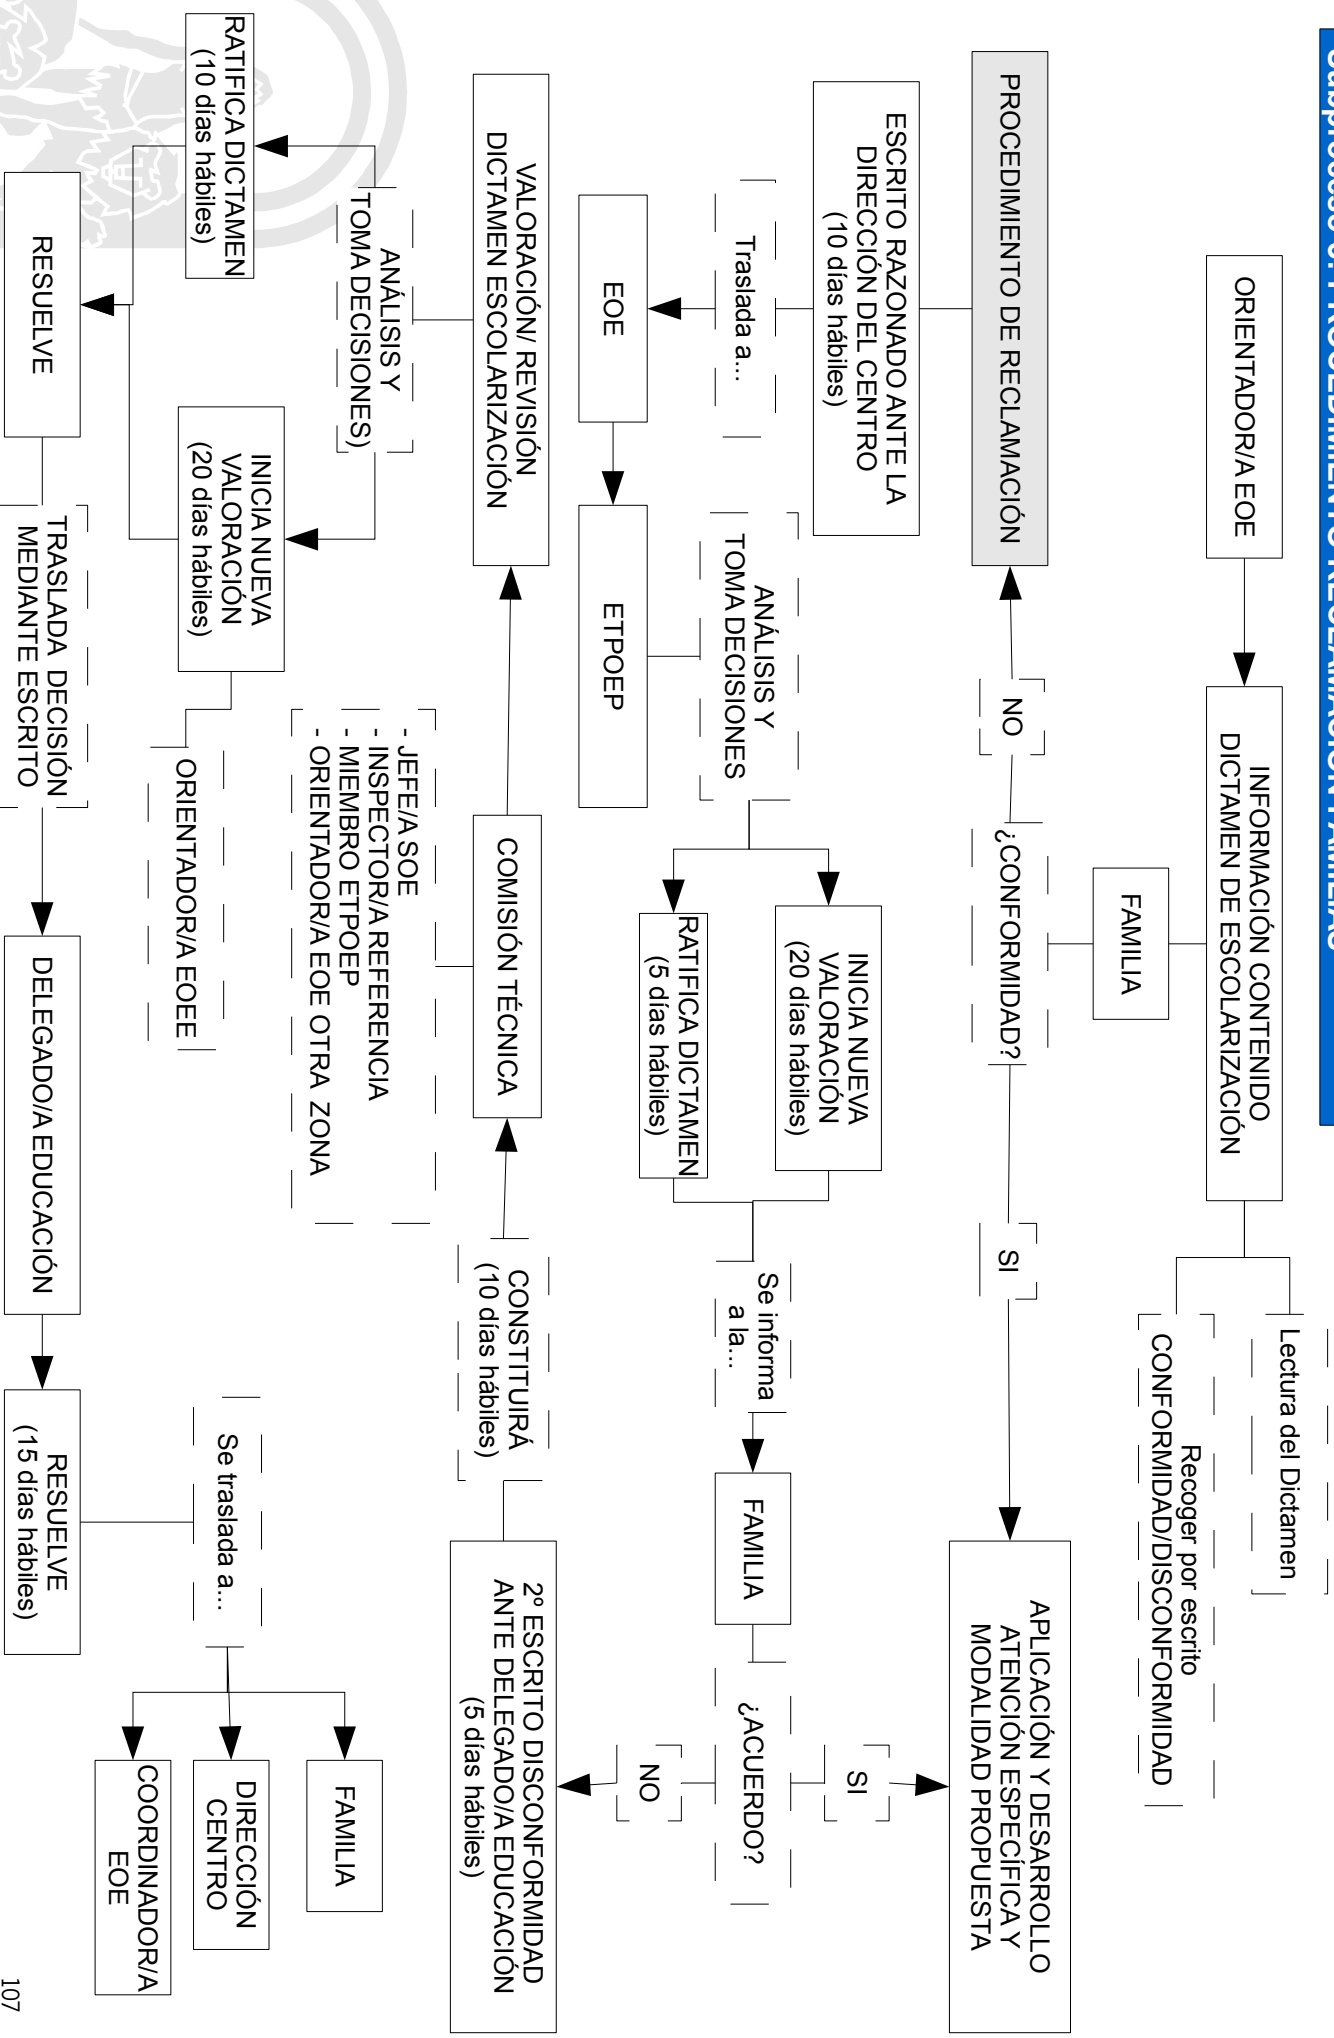 ORIENTADOR/A EOE
INFORMACIÓN CONTENIDO
DICTAMEN DE ESCOLARIZACIÓN
Lectura del Dictamen
Recoger por escrito
CONFORMIDAD/DISCONFORMIDAD
FAMILIA
PROCEDIMIENTO DE RECLAMACIÓN
NO
¿CONFORMIDAD?
SI
APLICACIÓN Y DESARROLLO
ATENCIÓN ESPECÍFICA Y
MODALIDAD PROPUESTA
ESCRITO RAZONADO ANTE LA
DIRECCIÓN DEL CENTRO
(10 días hábiles)
Traslada a...
EOE
ETPOEP
ANÁLISIS Y
TOMA DECISIONES
INICIA NUEVA
VALORACIÓN
(20 días hábiles)
RATIFICA DICTAMEN
(5 días hábiles)
Se informa
a la...
FAMILIA
¿ACUERDO?
SI
NO
2º ESCRITO DISCONFORMIDAD
ANTE DELEGADO/A EDUCACIÓN
(5 días hábiles)
CONSTITUIRÁ
(10 días hábiles)
COMISIÓN TÉCNICA
- JEFE/A SOE
- INSPECTOR/A REFERENCIA
- MIEMBRO ETPOEP
- ORIENTADOR/A EOE OTRA ZONA
VALORACIÓN/ REVISIÓN
DICTAMEN ESCOLARIZACIÓN
ANÁLISIS Y
TOMA DECISIONES)
RATIFICA DICTAMEN
(10 días hábiles)
INICIA NUEVA
VALORACIÓN
(20 días hábiles)
ORIENTADOR/A EOEE
RESUELVE
TRASLADA DECISIÓN
MEDIANTE ESCRITO
DELEGADO/A EDUCACIÓN
RESUELVE
(15 días hábiles)
Se traslada a...
FAMILIA
DIRECCIÓN
CENTRO
COORDINADOR/A
EOE
107